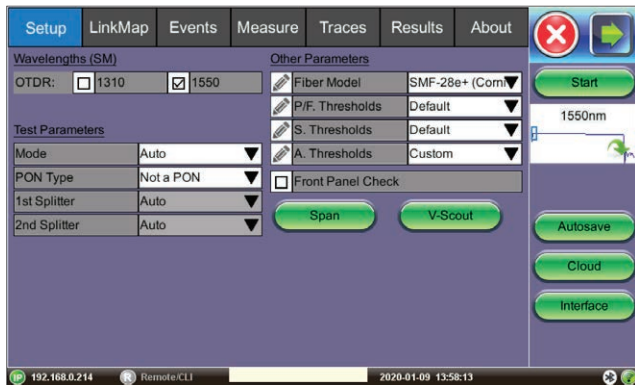 Setup LinkMap Events Measure Traces Results About
Wavelengths (SM)
OTDR: 1310 1550
Test Parameters
Mode Auto
PON Type Not a PON
1st Splitter Auto
2nd Splitter Auto
Other Parameters
Fiber Model SMF-28e+ (Corni
P/F. Thresholds Default
S. Thresholds Default
A. Thresholds Custom
Front Panel Check
Span V-Scout
Start
1550nm
Autosave
Cloud
Interface
IP 192.168.0.214 R Remote/CLI 2020-01-09 13:58:13